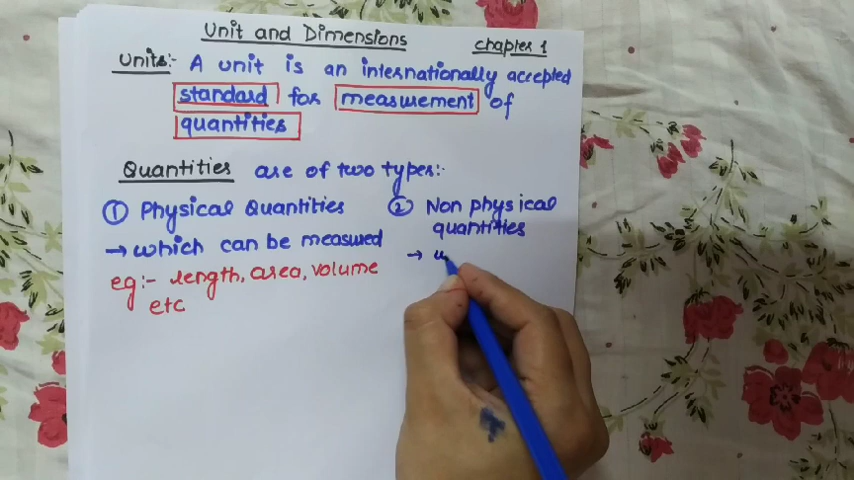 Unit and Dimensions
Chapter 1
Units:- A unit is an internationally accepted
standard for measurement of
quantities
Quantities are of two types:-
① Physical Quantities
→ which can be measured
eg:- length, area, volume
etc
② Non physical
quantities
→